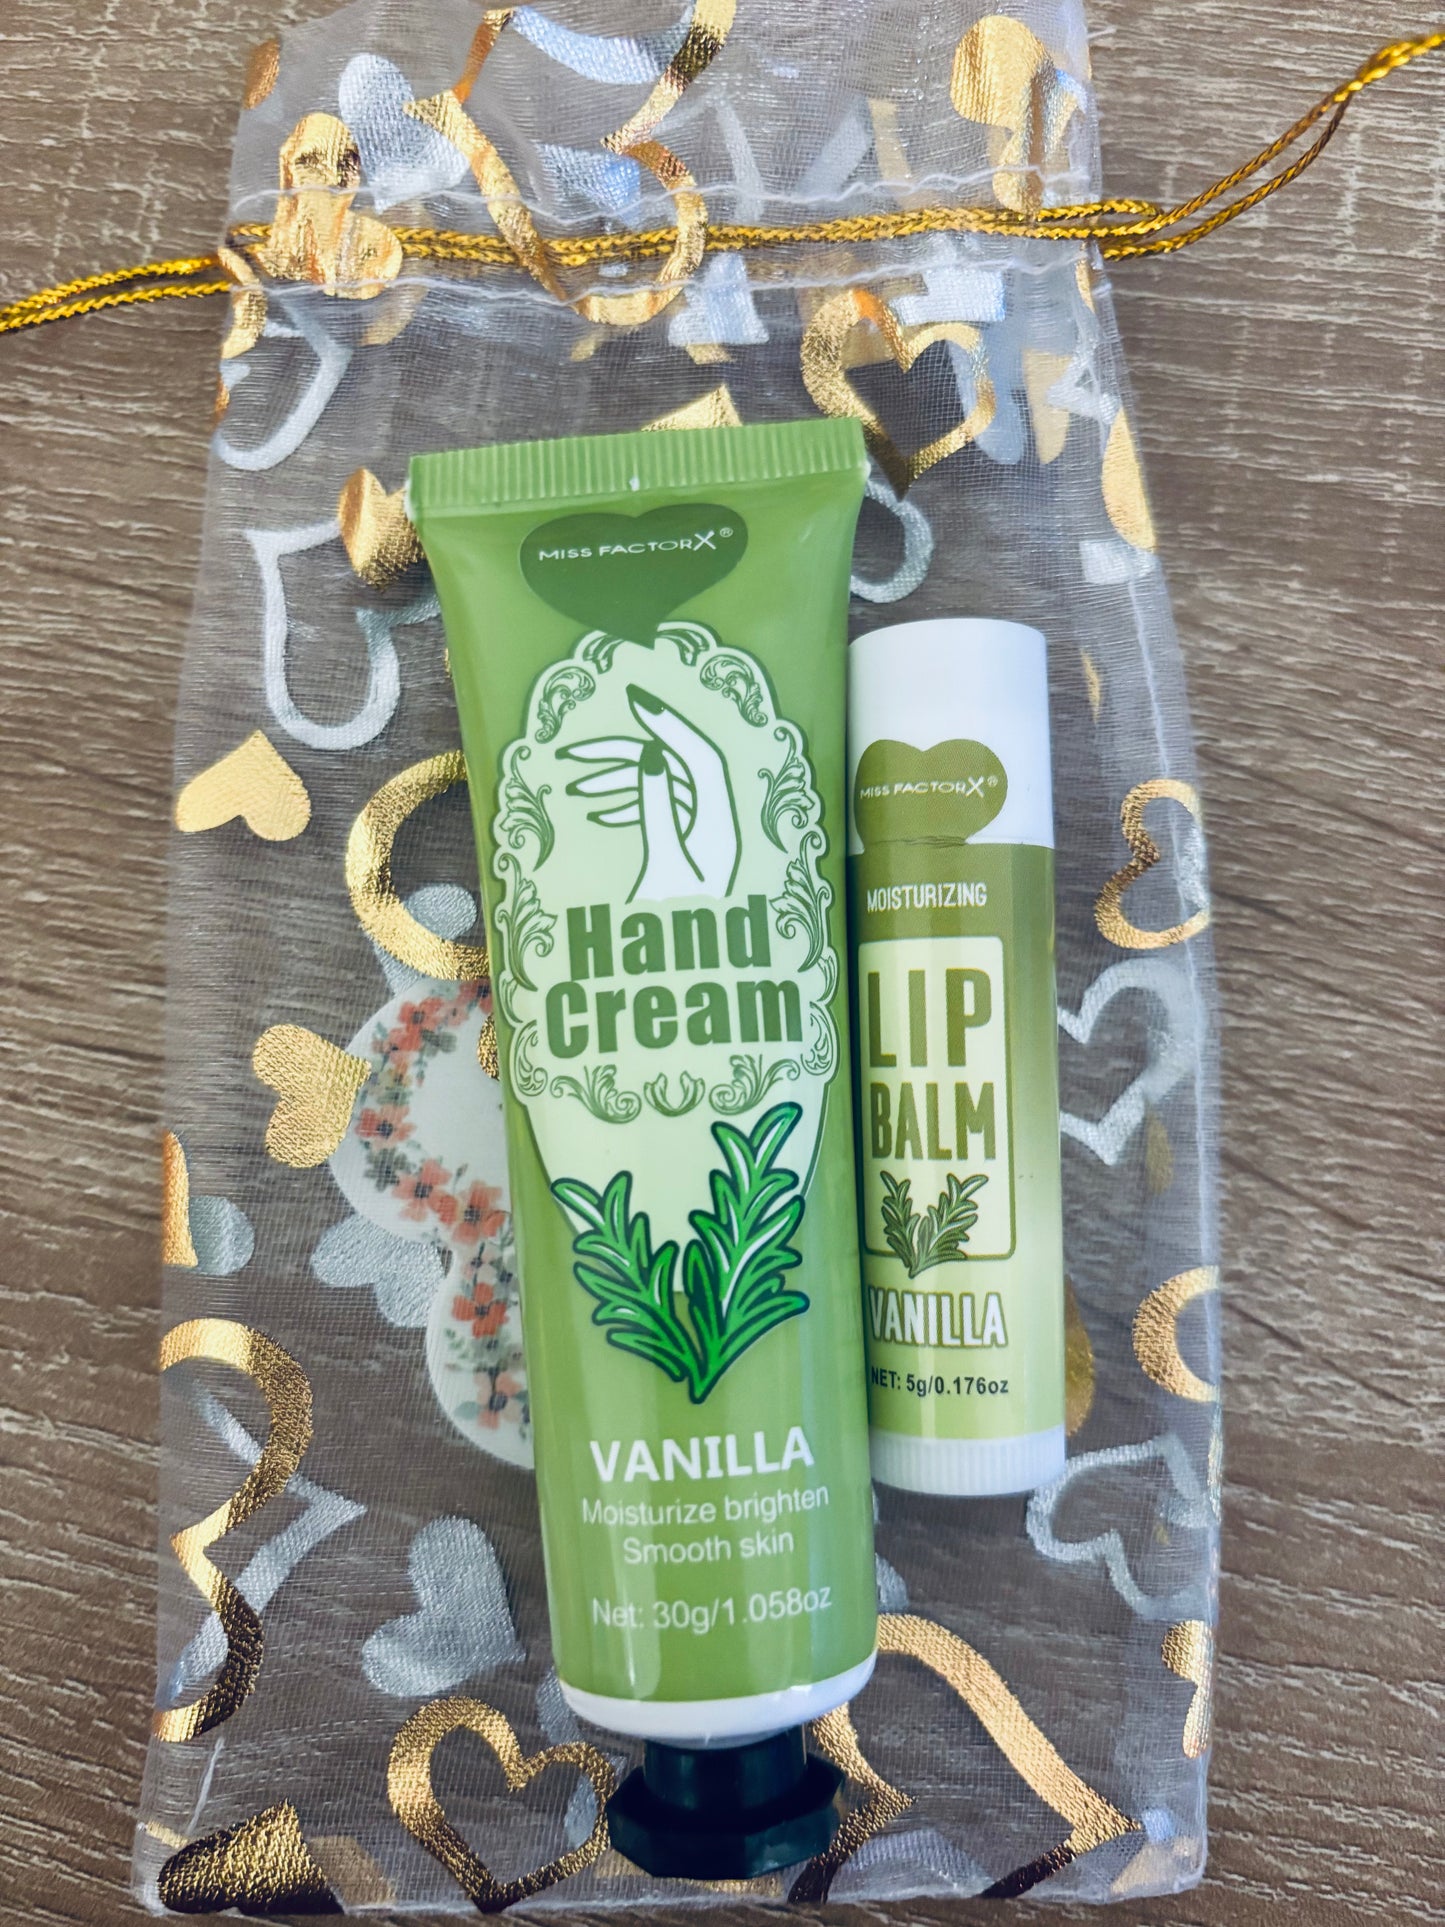 MISS FACTORX®
Hand
Cream
VANILLA
Moisturize brighten
Smooth skin
Net: 30g/1.058oz
MISS FACTORX®
MOISTURIZING
LIP
BALM
VANILLA
NET: 5g/0.176oz